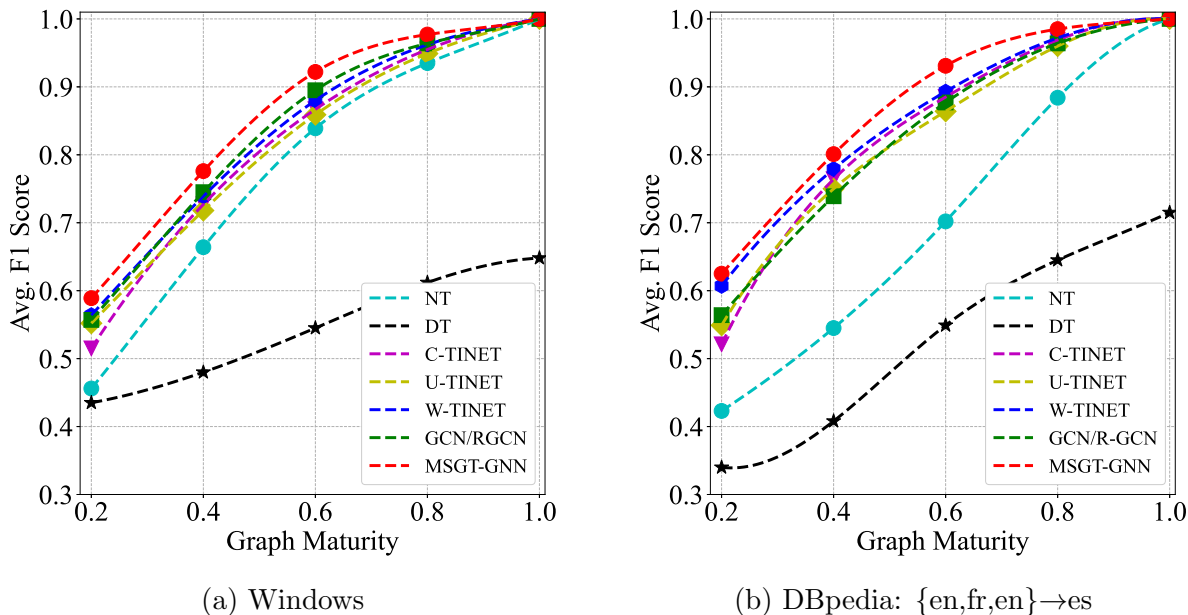 1.0
0.9
0.8
0.7
0.6
0.5
0.4
0.3
Avg. F1 Score
0.2 0.4 0.6 0.8 1.0
Graph Maturity
NT
DT
C-TINET
U-TINET
W-TINET
GCN/RGCN
MSGT-GNN
(a) Windows
1.0
0.9
0.8
0.7
0.6
0.5
0.4
0.3
Avg. F1 Score
0.2 0.4 0.6 0.8 1.0
Graph Maturity
NT
DT
C-TINET
U-TINET
W-TINET
GCN/R-GCN
MSGT-GNN
(b) DBpedia: {en,fr,en}→es